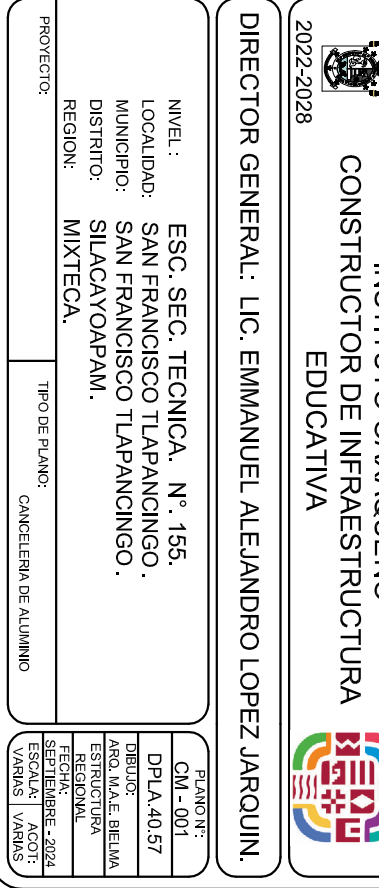 CONSTRUCTOR DE INFRAESTRUCTURA
EDUCATIVA
2022-2028
DIRECTOR GENERAL: LIC. EMMANUEL ALEJANDRO LOPEZ JARQUIN.
NIVEL : ESC. SEC. TECNICA. N°. 155.
LOCALIDAD: SAN FRANCISCO TLAPANCINGO .
MUNICIPIO: SAN FRANCISCO TLAPANCINGO .
DISTRITO: SILACAYOAPAM .
REGION: MIXTECA.
PROYECTO:
TIPO DE PLANO:
CANCELERIA DE ALUMINIO
PLANO N°:
CM - 001
DPLA.40.57
DIBUJO:
ARQ. M.A.E. BIELMA
ESTRUCTURA
REGIONAL
FECHA:
SEPTIEMBRE - 2024
ESCALA: ACOT:
VARIAS VARIAS